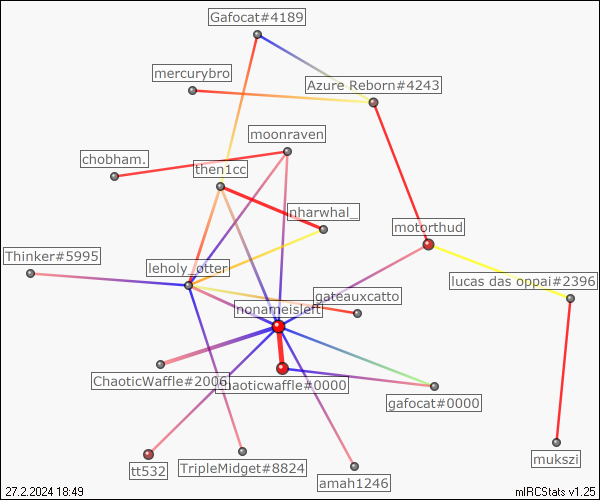 Gafocat#4189
mercurybro
Azure Reborn#4243
moonraven
chobham.
then1cc
nharwhal_
motorthud
Thinker#5995
leholy_otter
lucas das oppai#2396
gateauxcatto
nonameisleft
ChaoticWaffle#2006
chaoticwaffle#0000
gafocat#0000
mukszi
tt532
TripleMidget#8824
amah1246
27.2.2024 18:49
mIRCStats v1.25